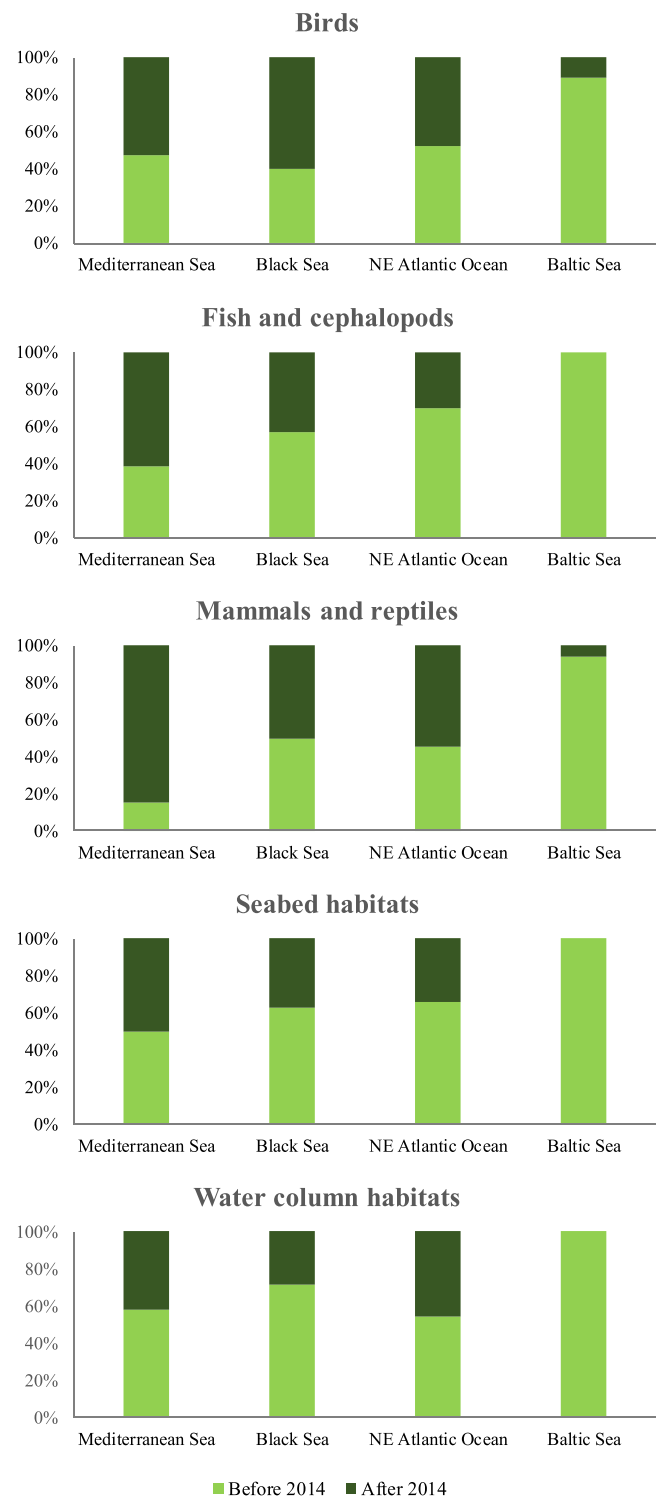 Birds
100%
80%
60%
40%
20%
0%
Mediterranean Sea Black Sea NE Atlantic Ocean Baltic Sea
Fish and cephalopods
100%
80%
60%
40%
20%
0%
Mediterranean Sea Black Sea NE Atlantic Ocean Baltic Sea
Mammals and reptiles
100%
80%
60%
40%
20%
0%
Mediterranean Sea Black Sea NE Atlantic Ocean Baltic Sea
Seabed habitats
100%
80%
60%
40%
20%
0%
Mediterranean Sea Black Sea NE Atlantic Ocean Baltic Sea
Water column habitats
100%
80%
60%
40%
20%
0%
Mediterranean Sea Black Sea NE Atlantic Ocean Baltic Sea
Before 2014 After 2014